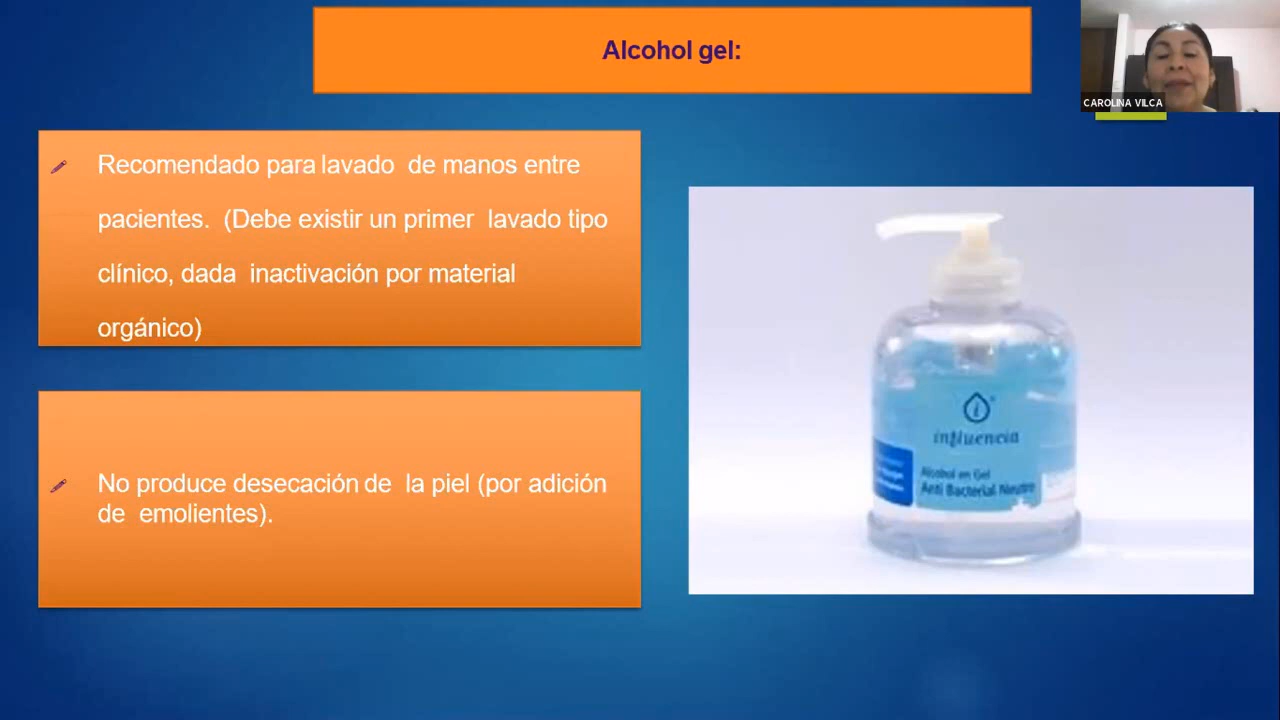 Alcohol gel:
CAROLINA VILCA
Recomendado para lavado de manos entre
pacientes. (Debe existir un primer lavado tipo
clínico, dada inactivación por material
orgánico)
No produce desecación de la piel (por adición
de emolientes).
influencia
Alcohol en Gel
Anti Bacterial Neutro